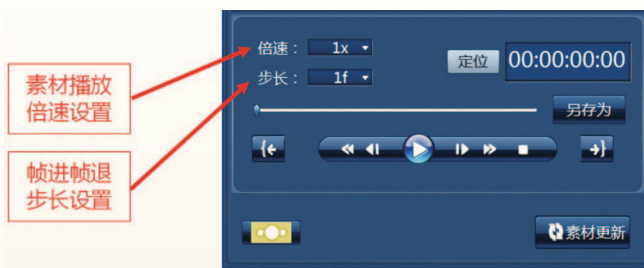 素材播放
倍速设置
帧进帧退
步长设置
倍速： 1x
步长： 1f
定位 00:00:00:00
另存为
素材更新